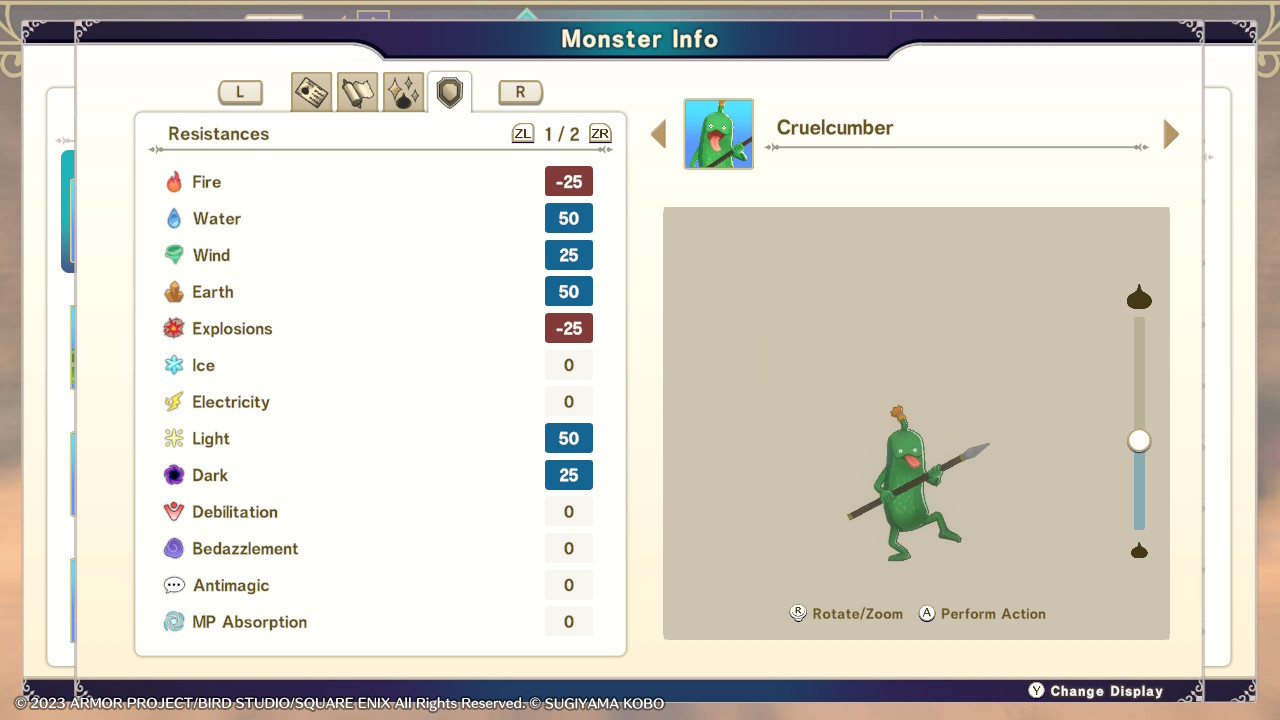 Monster Info
L
R
Resistances
ZL 1 / 2 ZR
Cruelcumber
Fire -25
Water 50
Wind 25
Earth 50
Explosions -25
Ice 0
Electricity 0
Light 50
Dark 25
Debilitation 0
Bedazzlement 0
Antimagic 0
MP Absorption 0
R Rotate/Zoom A Perform Action
Y Change Display
© 2023 ARMOR PROJECT/BIRD STUDIO/SQUARE ENIX All Rights Reserved. © SUGIYAMA KOBO